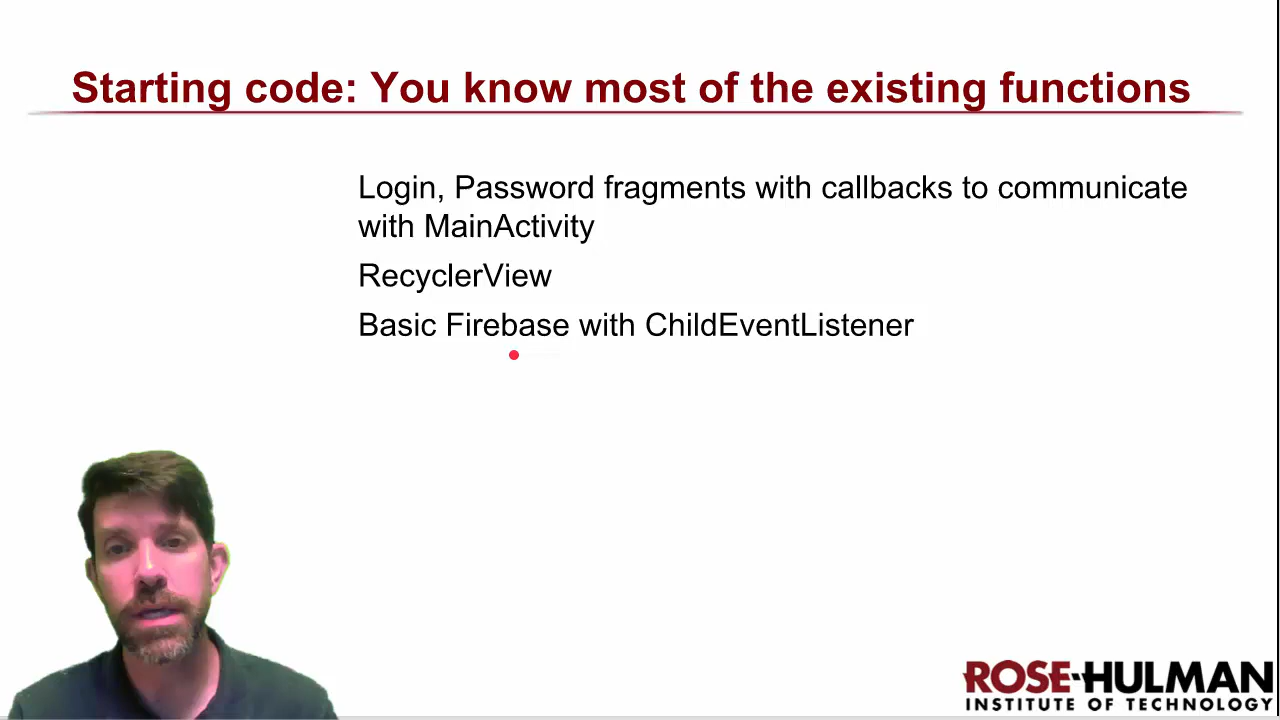 Starting code: You know most of the existing functions
Login, Password fragments with callbacks to communicate
with MainActivity
RecyclerView
Basic Firebase with ChildEventListener
ROSE-HULMAN
INSTITUTE OF TECHNOLOGY